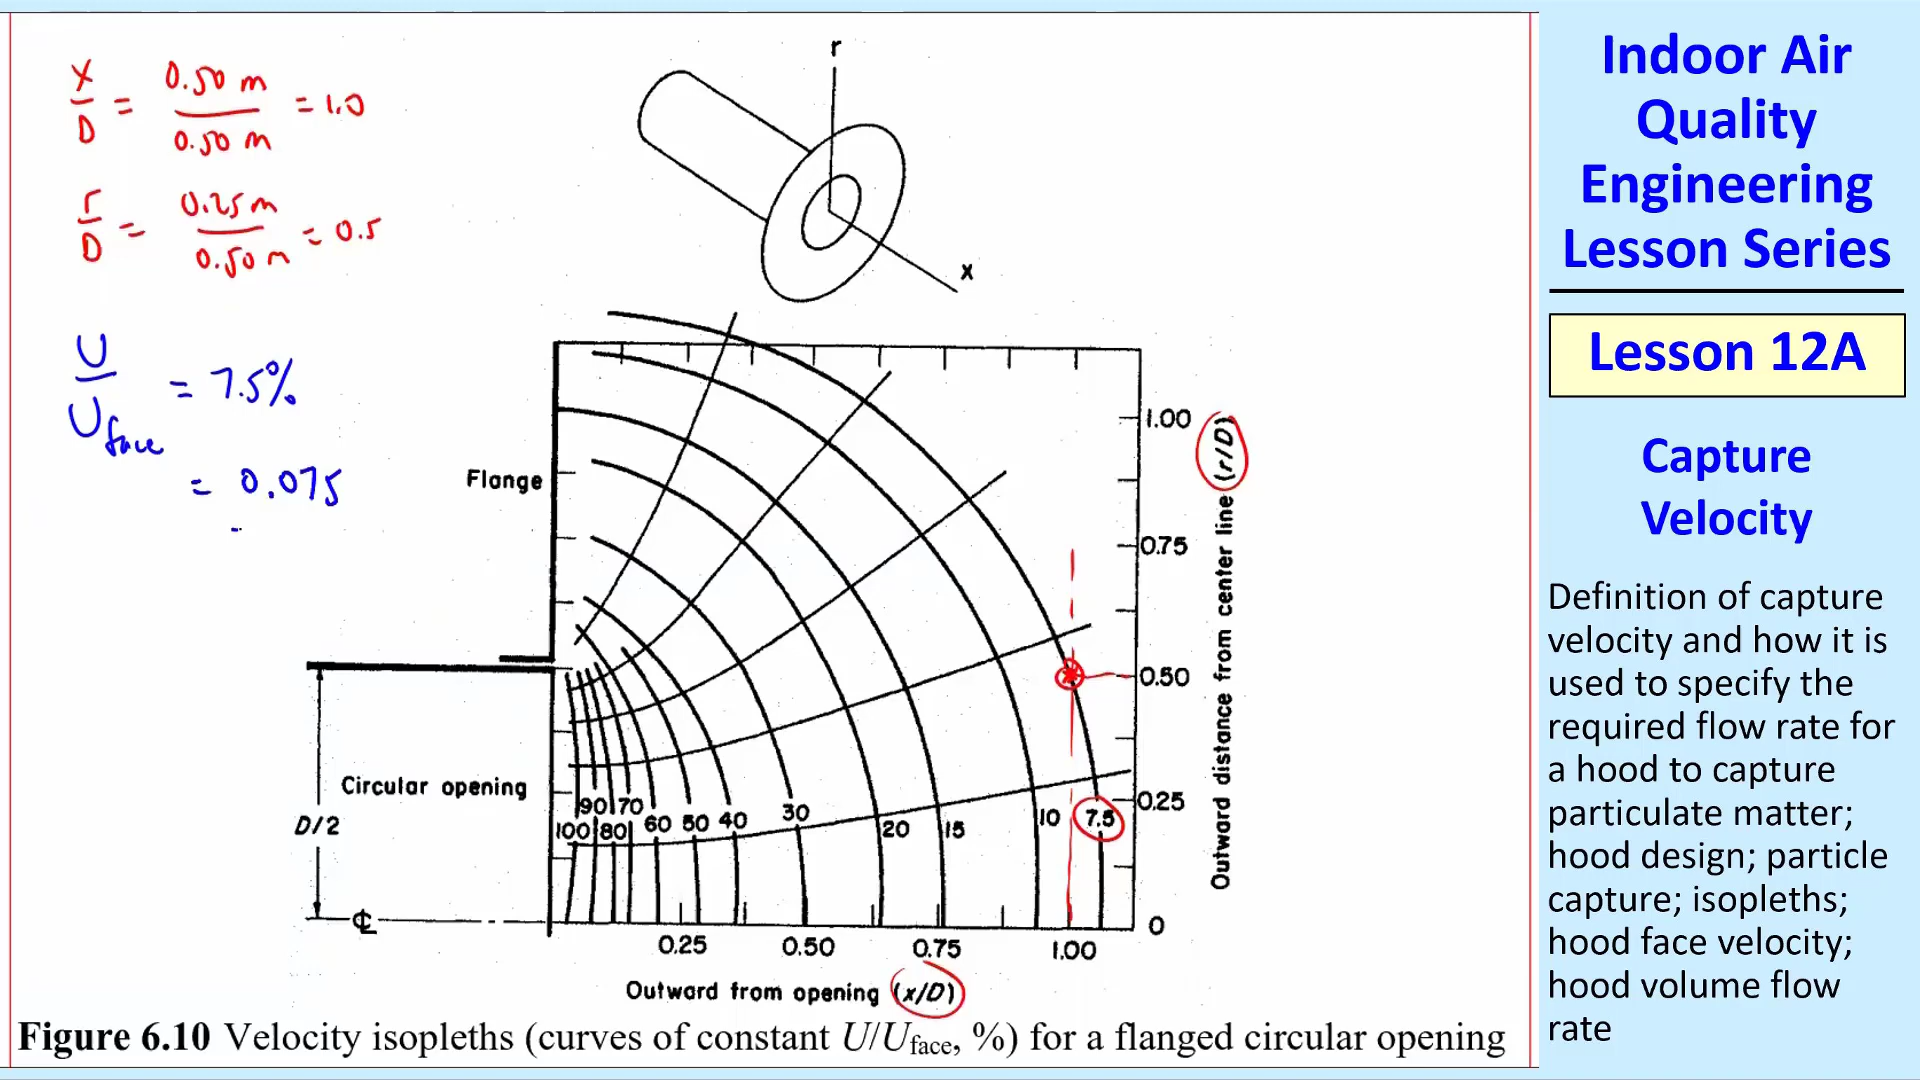 x/D = 0.50 m / 0.50 m = 1.0
r/D = 0.25 m / 0.50 m = 0.5
U/U face = 7.5%
= 0.075
r
x
Flange
Circular opening
D/2
℄
100 90 80 70 60 50 40 30 20 15 10 7.5
1.00
0.75
0.50
0.25
0
Outward distance from center line (r/D)
0.25 0.50 0.75 1.00
Outward from opening (x/D)
Figure 6.10 Velocity isopleths (curves of constant U/Uface, %) for a flanged circular opening
Indoor Air
Quality
Engineering
Lesson Series
Lesson 12A
Capture
Velocity
Definition of capture
velocity and how it is
used to specify the
required flow rate for
a hood to capture
particulate matter;
hood design; particle
capture; isopleths;
hood face velocity;
hood volume flow
rate